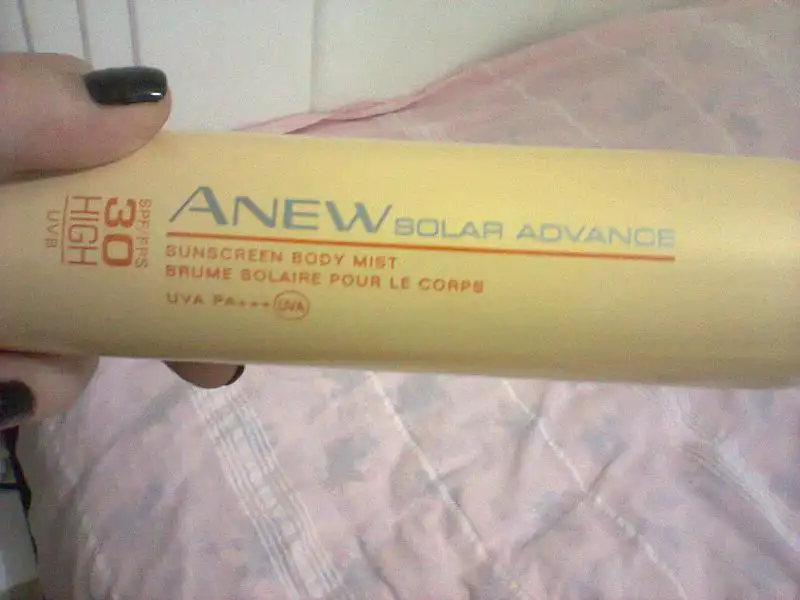 SPF/FPS
30
HIGH
UVB
ANEW SOLAR ADVANCE
SUNSCREEN BODY MIST
BRUME SOLAIRE POUR LE CORPS
UVA PA+++ UVA